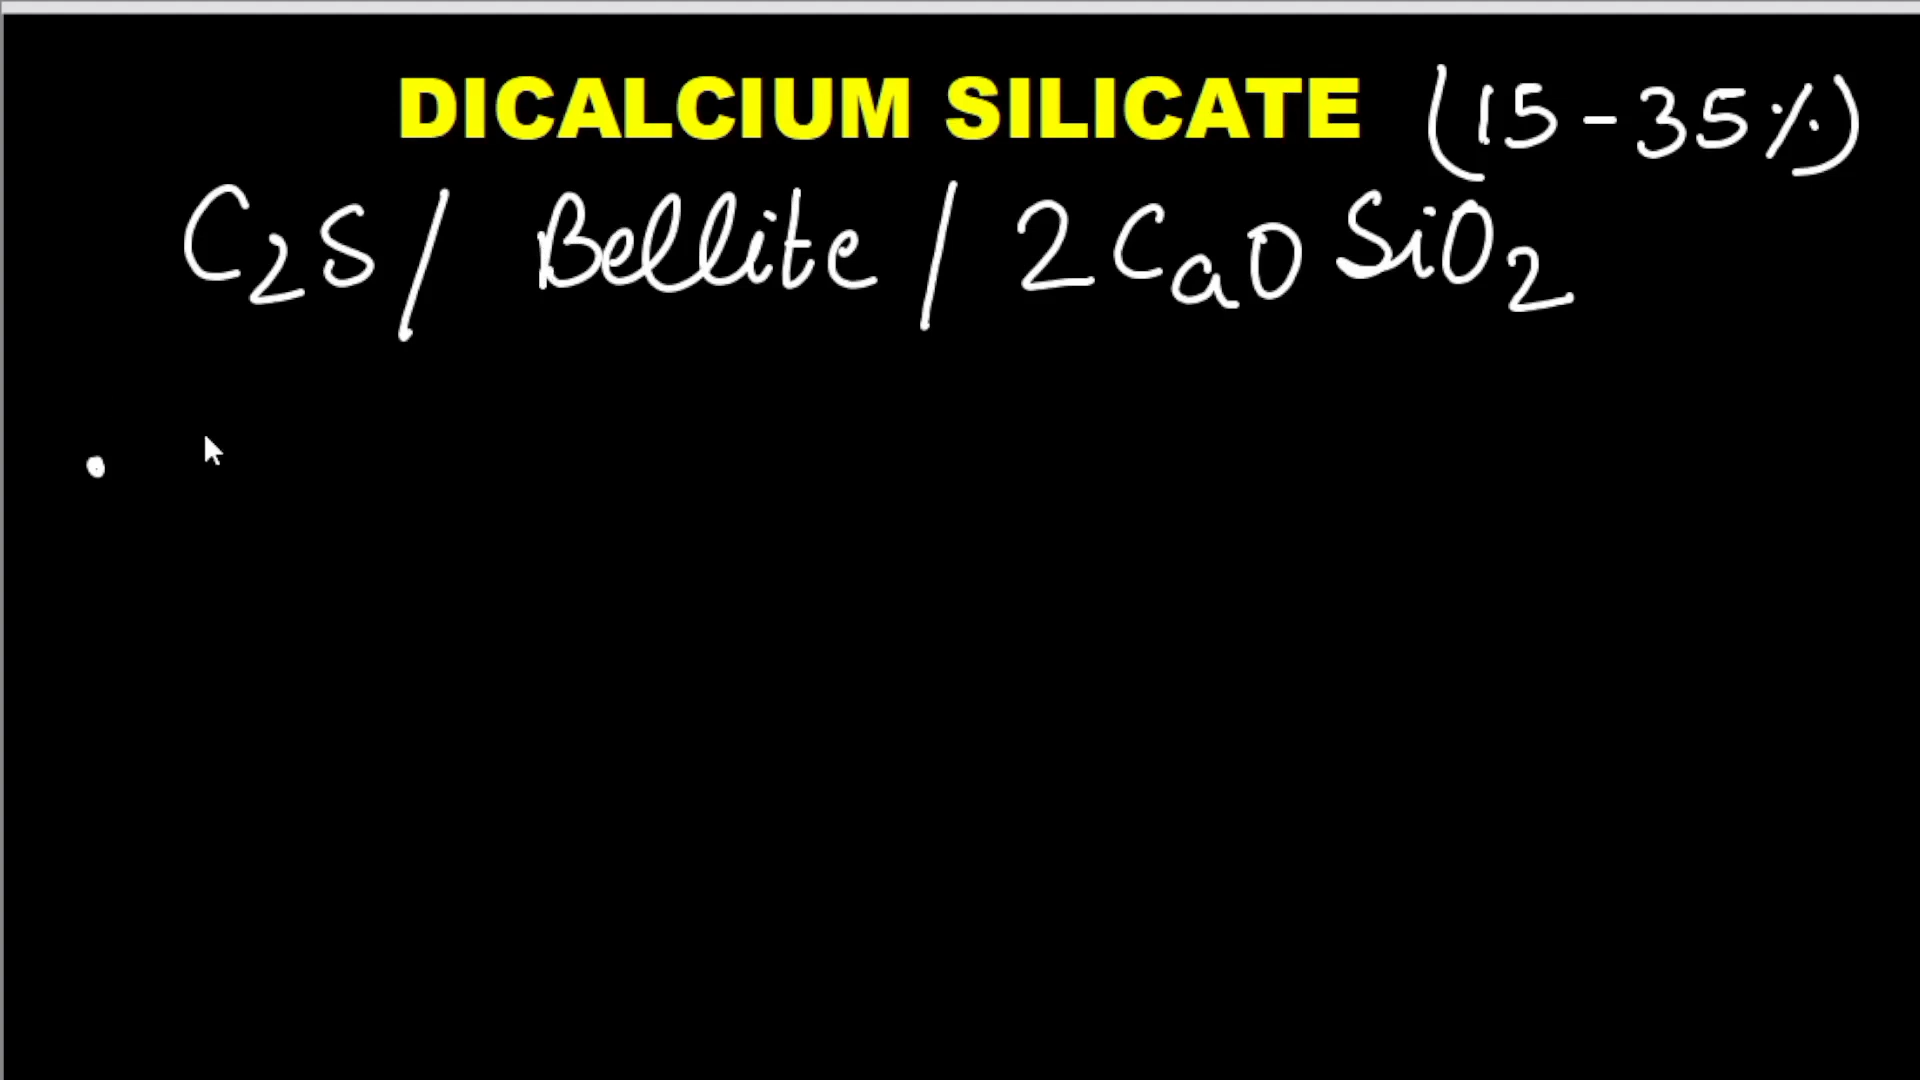 DICALCIUM SILICATE (15-35%)
C₂S / Bellite / 2CaO SiO₂